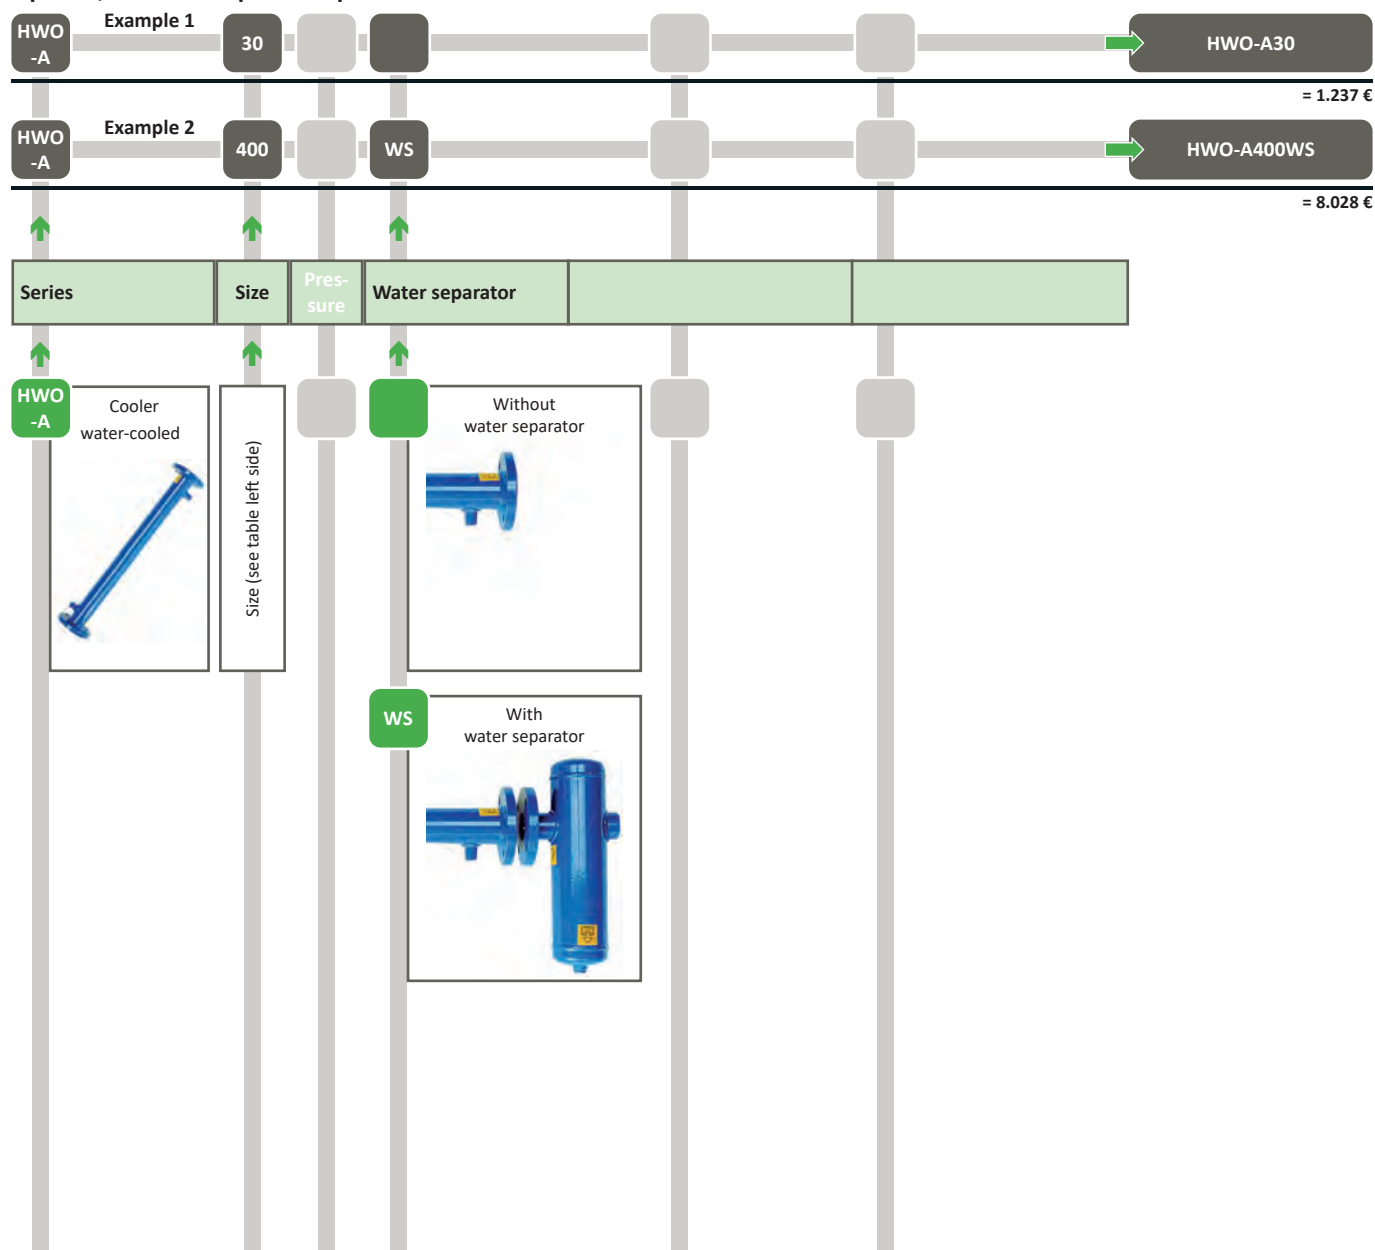 Example 1
HWO
-A
30
HWO-A30
= 1.237 €
Example 2
HWO
-A
400
WS
HWO-A400WS
= 8.028 €
Series
Size
Pres-
sure
Water separator
HWO
-A
Cooler
water-cooled
Size (see table left side)
Without
water separator
WS
With
water separator